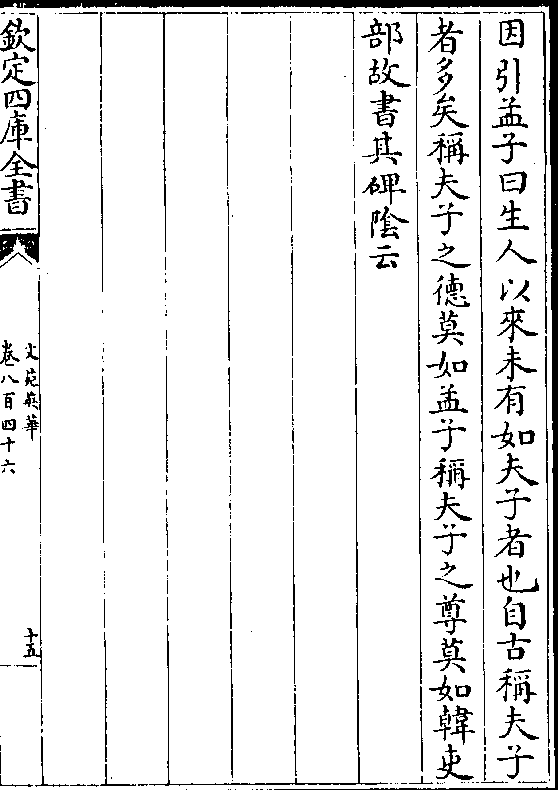 因引孟子曰生人以來未有如夫子者也自古稱夫子
者多矣稱夫子之德莫如孟子稱夫子之尊莫如韓吏
部故書其碑陰云
欽定四庫全書
文苑英華
卷八百四十六
十五